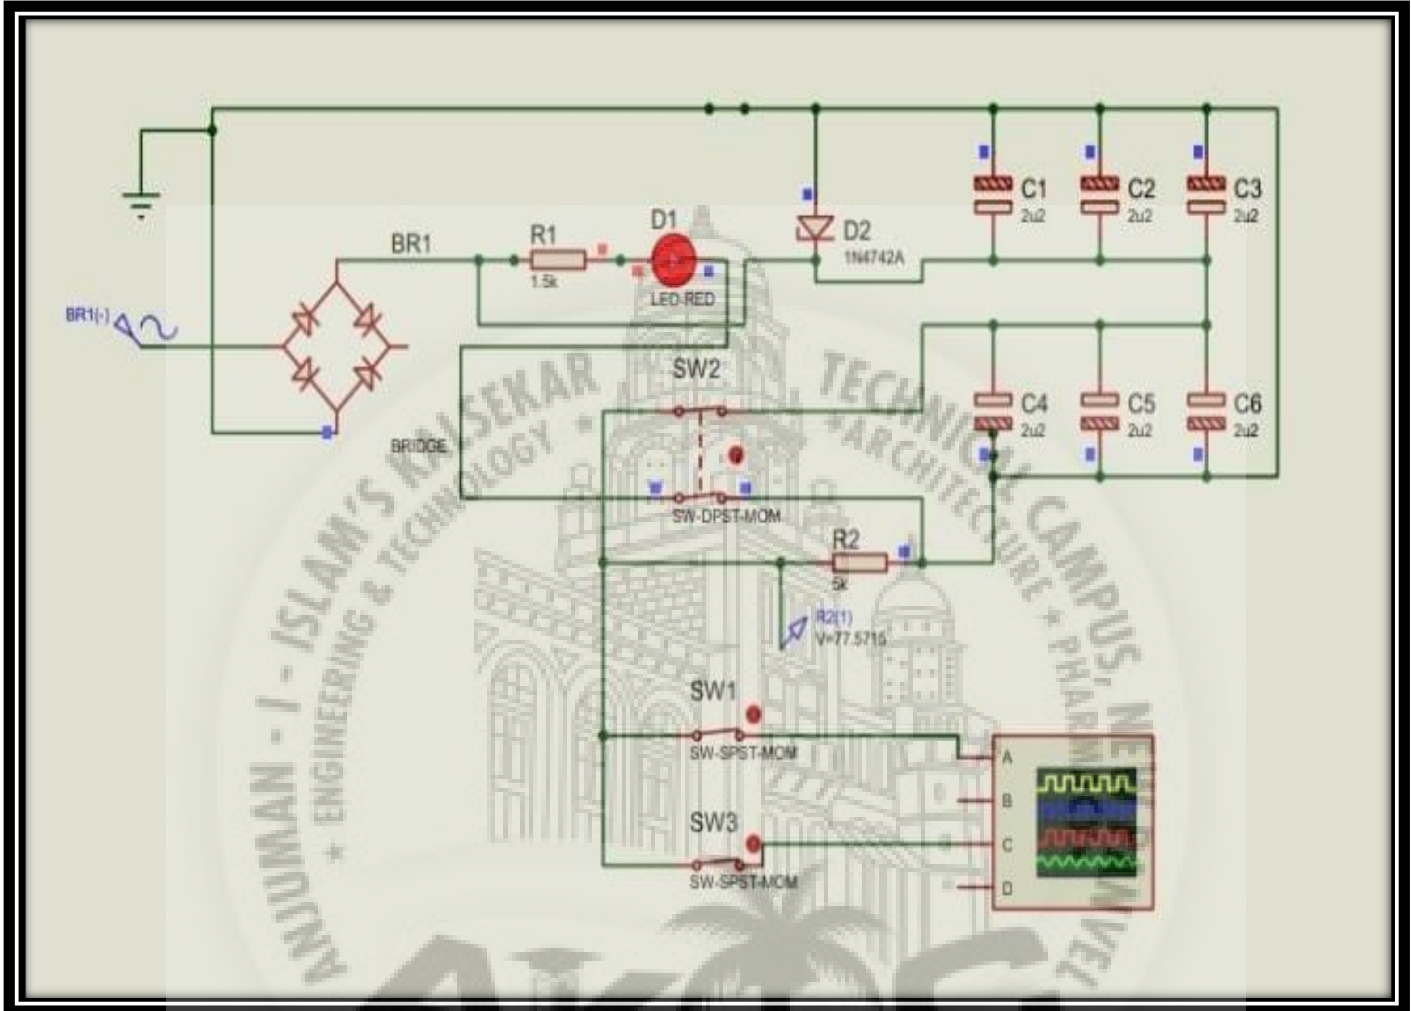 BR1
R1
1.5k
D1
LED-RED
D2
1N4742A
C1
2u2
C2
2u2
C3
2u2
BR1(-)
BRIDGE
SW2
SW-DPST-MOM
C4
2u2
C5
2u2
C6
2u2
R2
5k
R2(1)
V=77.5715
SW1
SW-SPST-MOM
SW3
SW-SPST-MOM
A
B
C
D
ANJUMAN - I - ISLAM'S KALSEKAR TECHNICAL CAMPUS,
ENGINEERING & TECHNOLOGY * ARCHITECTURE *